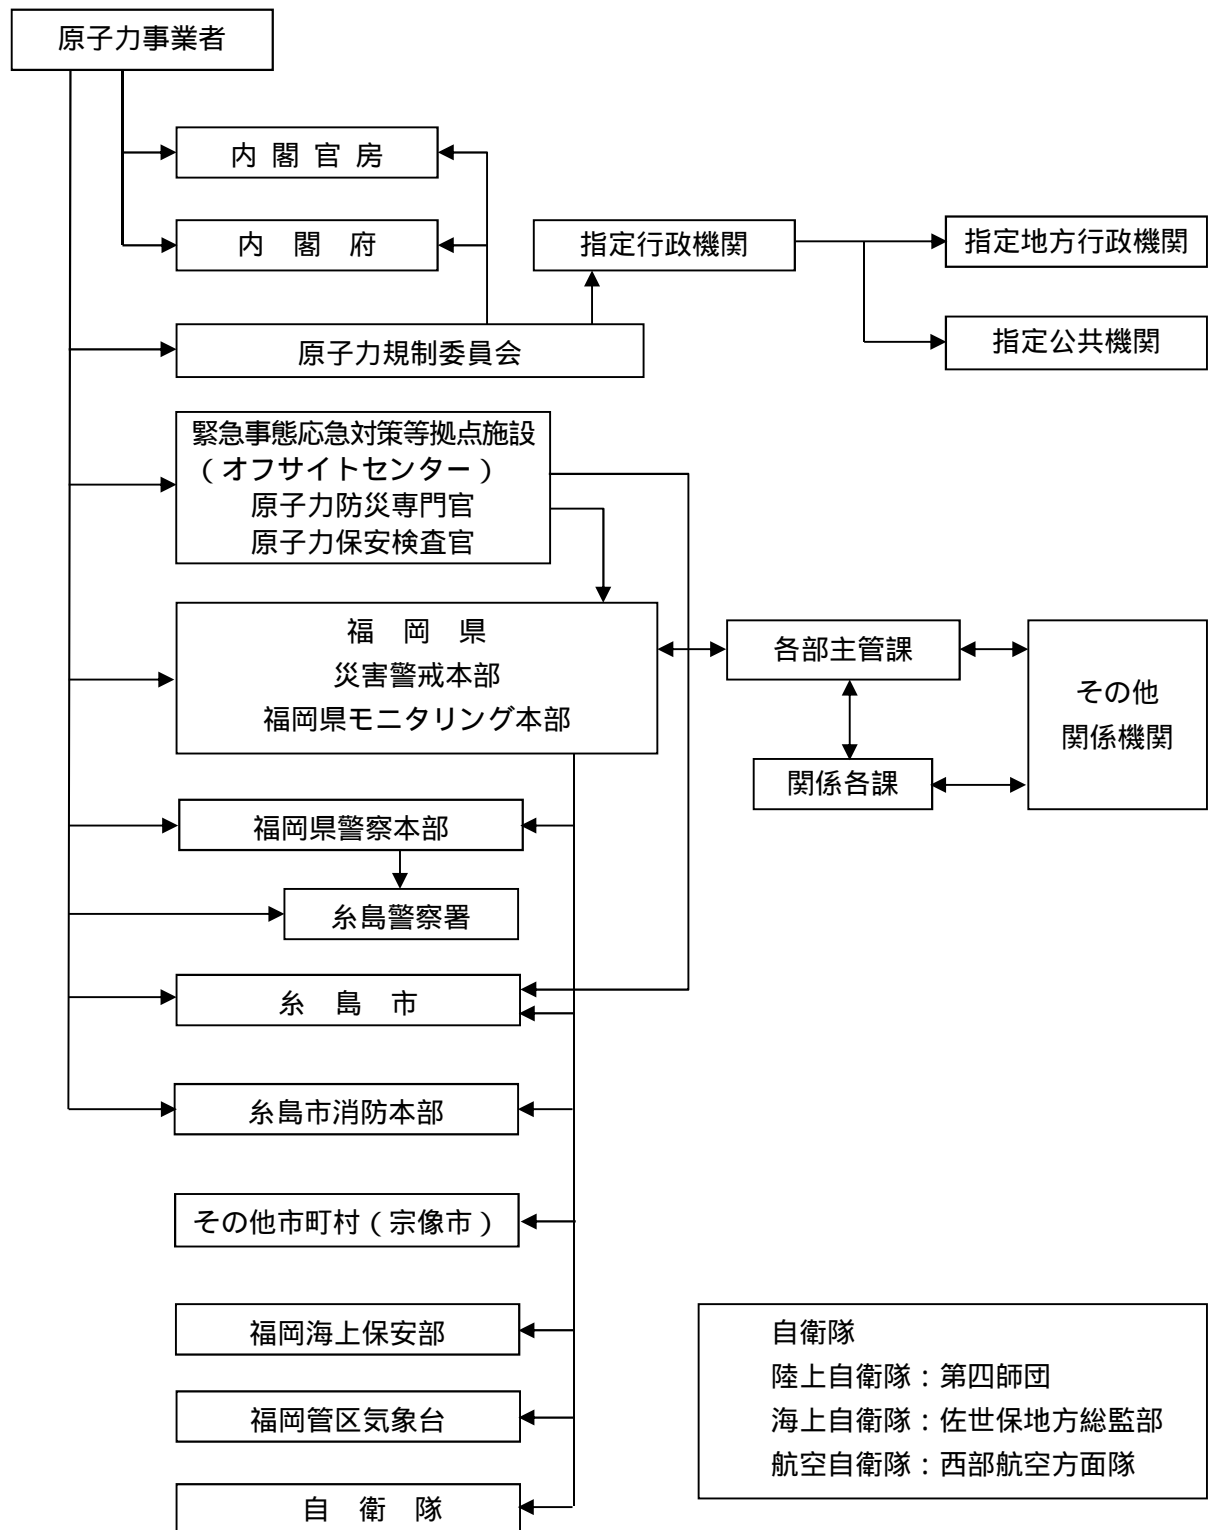 原子力事業者
内閣官房
内閣府
指定行政機関
指定地方行政機関
指定公共機関
原子力規制委員会
緊急事態応急対策等拠点施設
（オフサイトセンター）
原子力防災専門官
原子力保安検査官
福岡県
災害警戒本部
福岡県モニタリング本部
各部主管課
関係各課
その他
関係機関
福岡県警察本部
糸島警察署
糸島市
糸島市消防本部
その他市町村（宗像市）
福岡海上保安部
福岡管区気象台
自衛隊
自衛隊
陸上自衛隊：第四師団
海上自衛隊：佐世保地方総監部
航空自衛隊：西部航空方面隊